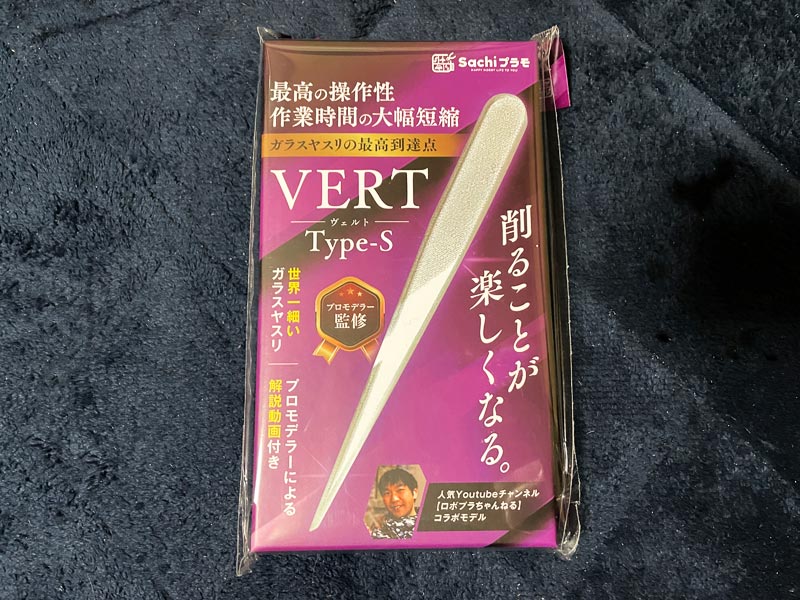 Sachiプラモ
HAPPY HOBBY LIFE TO YOU
最高の操作性
作業時間の大幅短縮
ガラスヤスリの最高到達点
VERT
ヴェルト
Type-S
削ることが
楽しくなる。
世界一細い
ガラスヤスリ
プロモデラー
監修
プロモデラーによる
解説動画付き
人気Youtubeチャンネル
【ロボプラちゃんねる】
コラボモデル